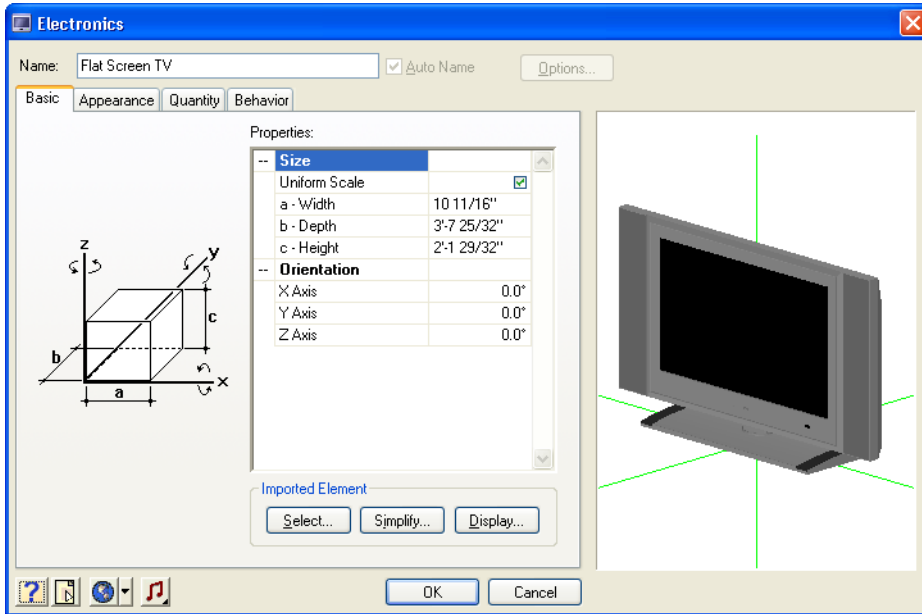 Electronics
Name: Flat Screen TV Auto Name Options...
Basic Appearance Quantity Behavior
Properties:
-- Size
Uniform Scale
a - Width 10 11/16"
b - Depth 3'-7 25/32"
c - Height 2'-1 29/32"
-- Orientation
X Axis 0.0°
Y Axis 0.0°
Z Axis 0.0°
z
y
c
b
x
a
Imported Element
Select... Simplify... Display...
OK Cancel